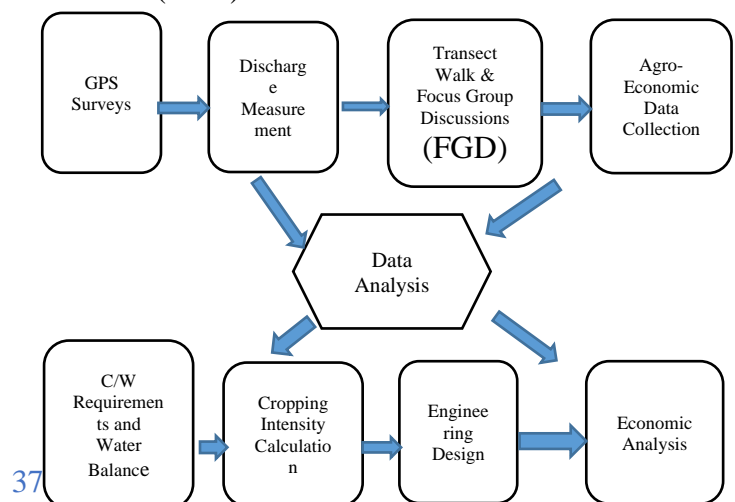 GPS
Surveys
Discharg
e
Measure
ment
Transect
Walk &
Focus Group
Discussions
(FGD)
Agro-
Economic
Data
Collection
Data
Analysis
C/W
Requiremen
ts and
Water
Balance
Cropping
Intensity
Calculatio
n
Enginee
ring
Design
Economic
Analysis
37